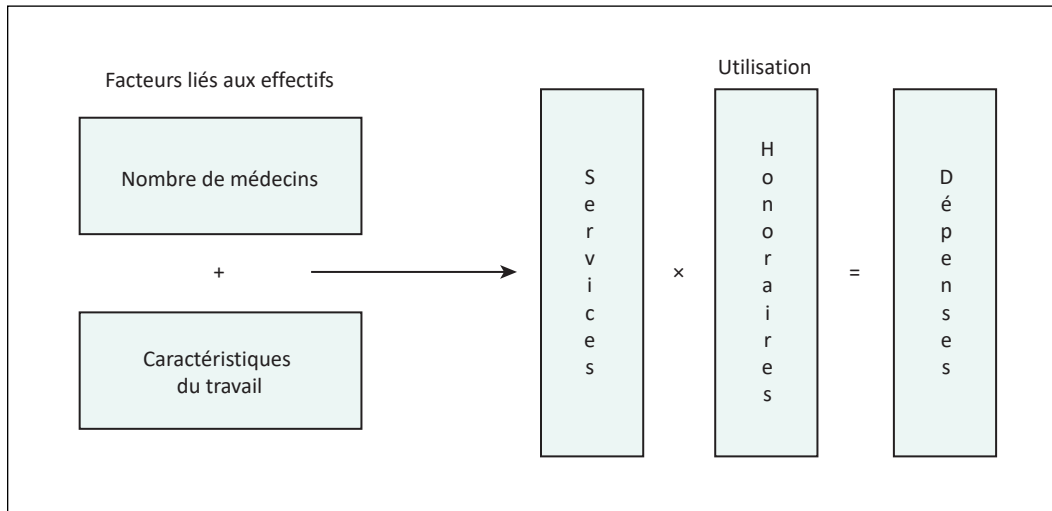 Facteurs liés aux effectifs
Nombre de médecins
+
Caractéristiques
du travail
Services
×
Utilisation
Honoraires
=
Dépenses